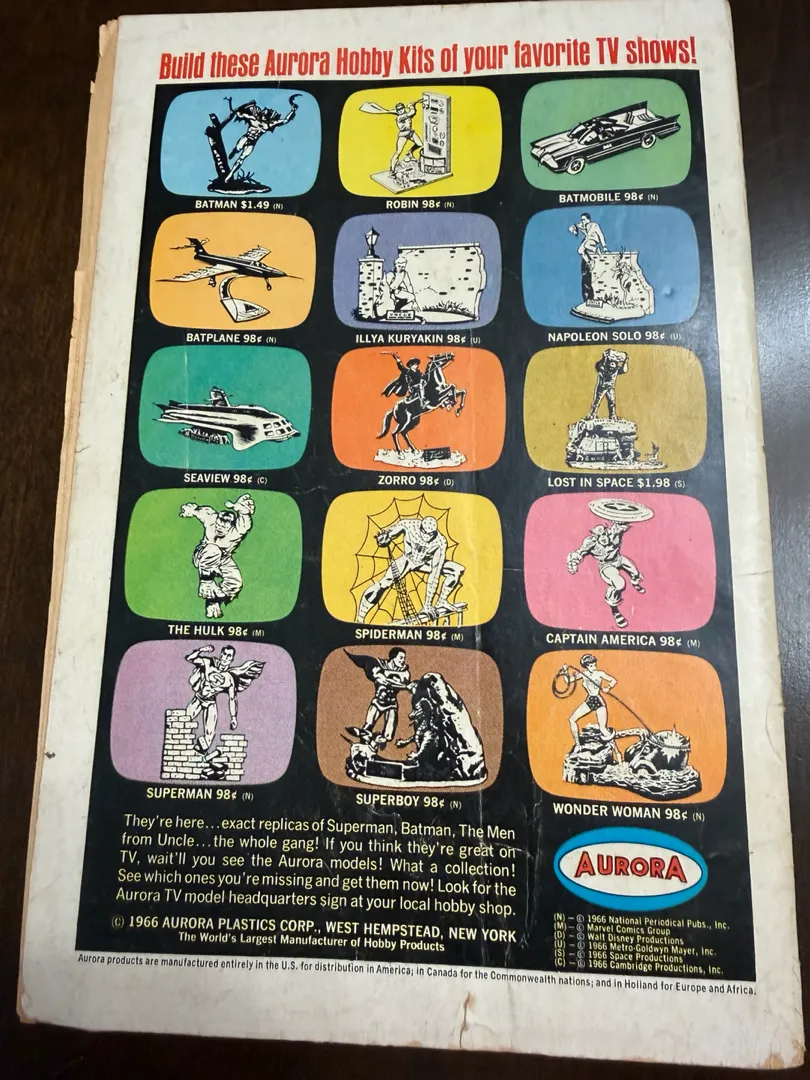 Build these Aurora Hobby Kits of your favorite TV shows!
BATMAN $1.49 (N)
ROBIN 98¢ (N)
BATMOBILE 98¢ (N)
BATPLANE 98¢ (N)
ILLYA KURYAKIN 98¢ (U)
NAPOLEON SOLO 98¢ (U)
SEAVIEW 98¢ (C)
ZORRO 98¢ (D)
LOST IN SPACE $1.98 (S)
THE HULK 98¢ (M)
SPIDERMAN 98¢ (M)
CAPTAIN AMERICA 98¢ (M)
SUPERMAN 98¢ (N)
SUPERBOY 98¢ (N)
WONDER WOMAN 98¢ (N)
They're here...exact replicas of Superman, Batman, The Men
from Uncle...the whole gang! If you think they're great on
TV, wait'll you see the Aurora models! What a collection!
See which ones you're missing and get them now! Look for the
Aurora TV model headquarters sign at your local hobby shop.
© 1966 AURORA PLASTICS CORP., WEST HEMPSTEAD, NEW YORK
The World's Largest Manufacturer of Hobby Products
AURORA
(N) — © 1966 National Periodical Pubs., Inc.
(M) — © Marvel Comics Group
(D) — © Walt Disney Productions
(U) — © 1966 Metro-Goldwyn Mayer, Inc.
(S) — © 1966 Space Productions
(C) — © 1966 Cambridge Productions, Inc.
Aurora products are manufactured entirely in the U.S. for distribution in America; in Canada for the Commonwealth nations; and in Holland for Europe and Africa.